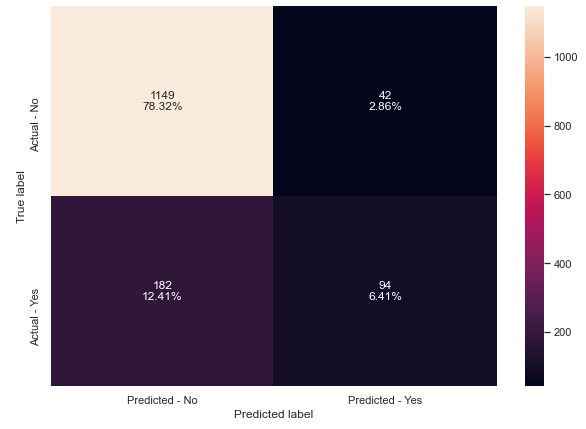 1149
78.32%
42
2.86%
182
12.41%
94
6.41%
Actual - No
Actual - Yes
True label
Predicted - No
Predicted - Yes
Predicted label
1000
800
600
400
200